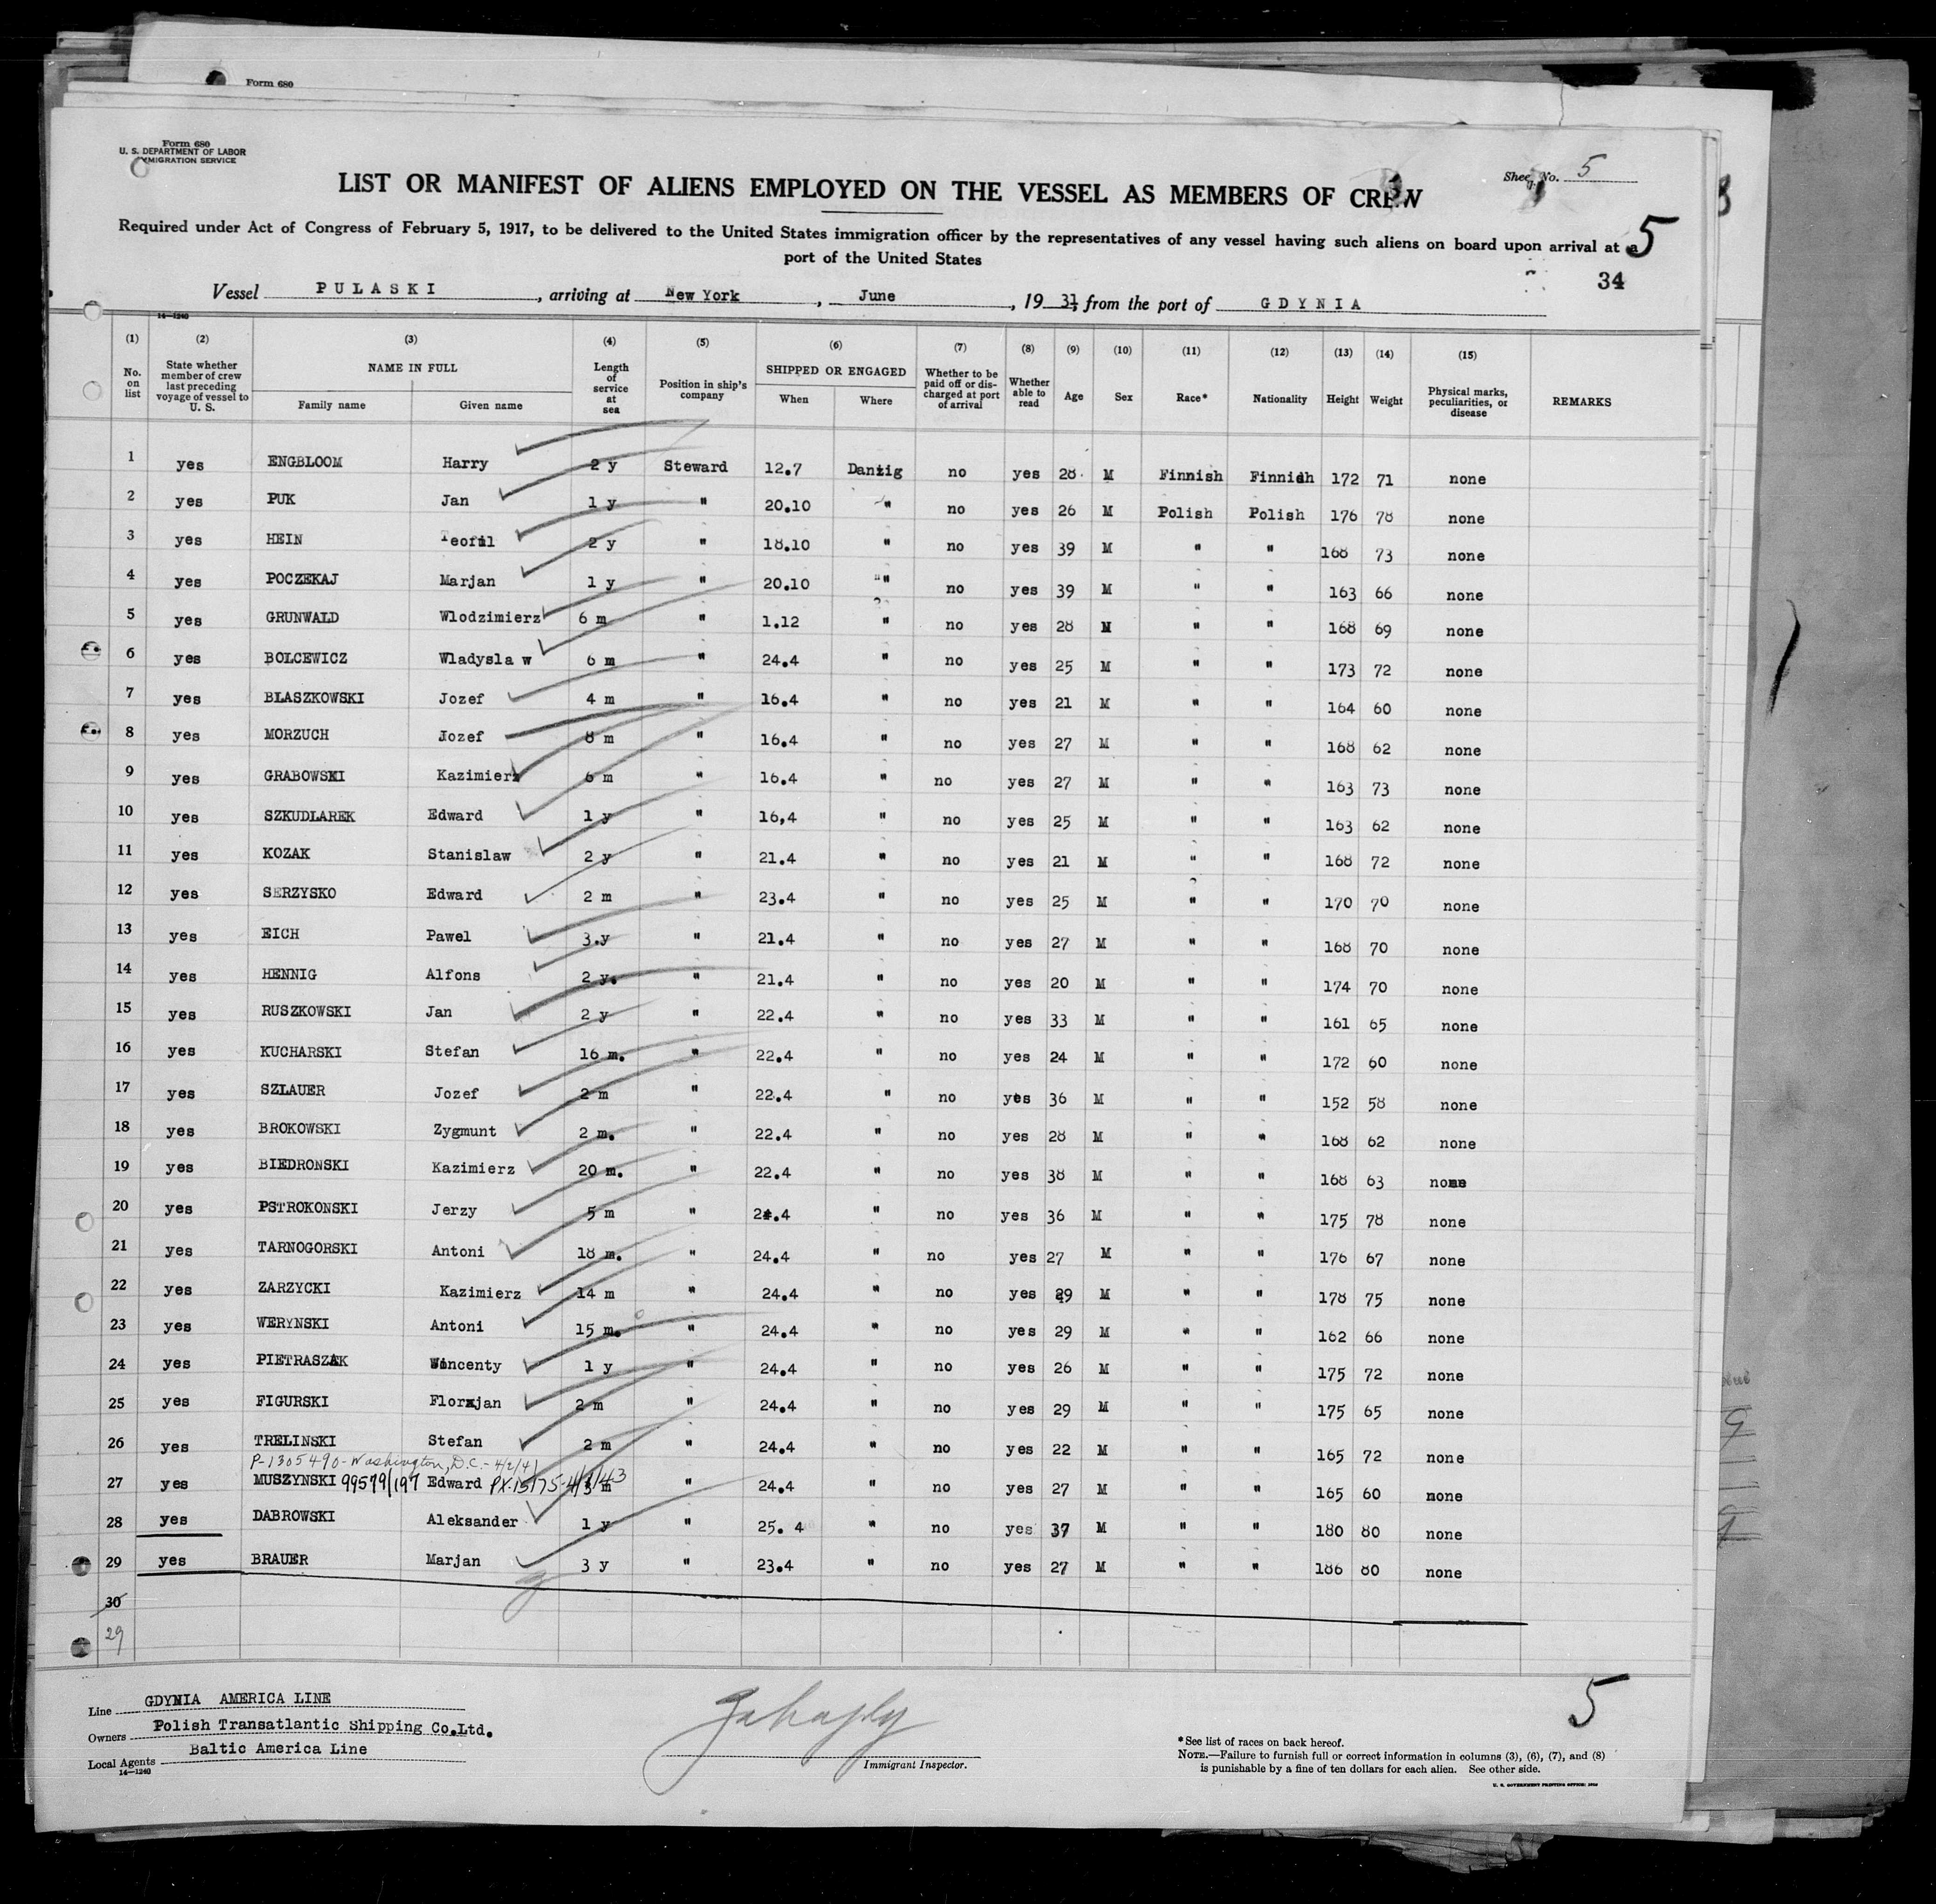 Form 680
Form 680
U. S. DEPARTMENT OF LABOR
IMMIGRATION SERVICE
Sheet No. 5
LIST OR MANIFEST OF ALIENS EMPLOYED ON THE VESSEL AS MEMBERS OF CREW
Required under Act of Congress of February 5, 1917, to be delivered to the United States immigration officer by the representatives of any vessel having such aliens on board upon arrival at a
port of the United States
5
34
Vessel PULASKI, arriving at New York, June, 1931, from the port of GDYNIA
14—1240
(1) (2) (3) (4) (5) (6) (7) (8) (9) (10) (11) (12) (13) (14) (15)
No. on list State whether member of crew last preceding voyage of vessel to U. S. NAME IN FULL Family name Given name Length of service at sea Position in ship's company SHIPPED OR ENGAGED When Where Whether to be paid off or discharged at port of arrival Whether able to read Age Sex Race* Nationality Height Weight Physical marks, peculiarities, or disease REMARKS
1 yes ENGBLOOM Harry 2 y Steward 12.7 Danzig no yes 28 M Finnish Finnidh 172 71 none
2 yes PUK Jan 1 y " 20.10 " no yes 26 M Polish Polish 176 78 none
3 yes HEIN Teofil 2 y " 18.10 " no yes 39 M " " 168 73 none
4 yes POCZEKAJ Marjan 1 y " 20.10 " no yes 39 M " " 163 66 none
5 yes GRUNWALD Wlodzimierz 6 m " 1.12 " no yes 28 M " " 168 69 none
6 yes BOLCEWICZ Wladysla w 6 m " 24.4 " no yes 25 M " " 173 72 none
7 yes BLASZKOWSKI Jozef 4 m " 16.4 " no yes 21 M " " 164 60 none
8 yes MORZUCH Jozef 8 m " 16.4 " no yes 27 M " " 168 62 none
9 yes GRABOWSKI Kazimierz 6 m " 16.4 " no yes 27 M " " 163 73 none
10 yes SZKUDLAREK Edward 1 y " 16,4 " no yes 25 M " " 163 62 none
11 yes KOZAK Stanislaw 2 y " 21.4 " no yes 21 M " " 168 72 none
12 yes SERZYSKO Edward 2 m " 23.4 " no yes 25 M " " 170 70 none
13 yes EICH Pawel 3.y " 21.4 " no yes 27 M " " 168 70 none
14 yes HENNIG Alfons 2 y. " 21.4 " no yes 20 M " " 174 70 none
15 yes RUSZKOWSKI Jan 2 y " 22.4 " no yes 33 M " " 161 65 none
16 yes KUCHARSKI Stefan 16 m. " 22.4 " no yes 24 M " " 172 60 none
17 yes SZLAUER Jozef 2 m " 22.4 " no yes 36 M " " 152 58 none
18 yes BROKOWSKI Zygmunt 2 m. " 22.4 " no yes 28 M " " 168 62 none
19 yes BIEDRONSKI Kazimierz 20 m. " 22.4 " no yes 38 M " " 168 63 none
20 yes PSTROKONSKI Jerzy 5 m " 24.4 " no yes 36 M " " 175 78 none
21 yes TARNOGORSKI Antoni 18 m. " 24.4 " no yes 27 M " " 176 67 none
22 yes ZARZYCKI Kazimierz 14 m " 24.4 " no yes 29 M " " 178 75 none
23 yes WERYNSKI Antoni 15 m. " 24.4 " no yes 29 M " " 162 66 none
24 yes PIETRASZAK Wincenty 1 y " 24.4 " no yes 26 M " " 175 72 none
25 yes FIGURSKI Florxjan 2 m " 24.4 " no yes 29 M " " 175 65 none
26 yes TRELINSKI Stefan 2 m " 24.4 " no yes 22 M " " 165 72 none
P-1305490-Washington, D.C.-4/2/41
27 yes MUSZYNSKI 99579/197 Edward PX-15175-4/1/43 3 m " 24.4 " no yes 27 M " " 165 60 none
28 yes DABROWSKI Aleksander 1 y " 25. 4 " no yes 37 M " " 180 80 none
29 yes BRAUER Marjan 3 y " 23.4 " no yes 27 M " " 186 80 none
30
29
5
Line GDYNIA AMERICA LINE
Owners Polish Transatlantic Shipping Co.Ltd.
Local Agents Baltic America Line
14—1240
Immigrant Inspector.
*See list of races on back hereof.
NOTE.—Failure to furnish full or correct information in columns (3), (6), (7), and (8)
is punishable by a fine of ten dollars for each alien. See other side.
U. S. GOVERNMENT PRINTING OFFICE: 1930